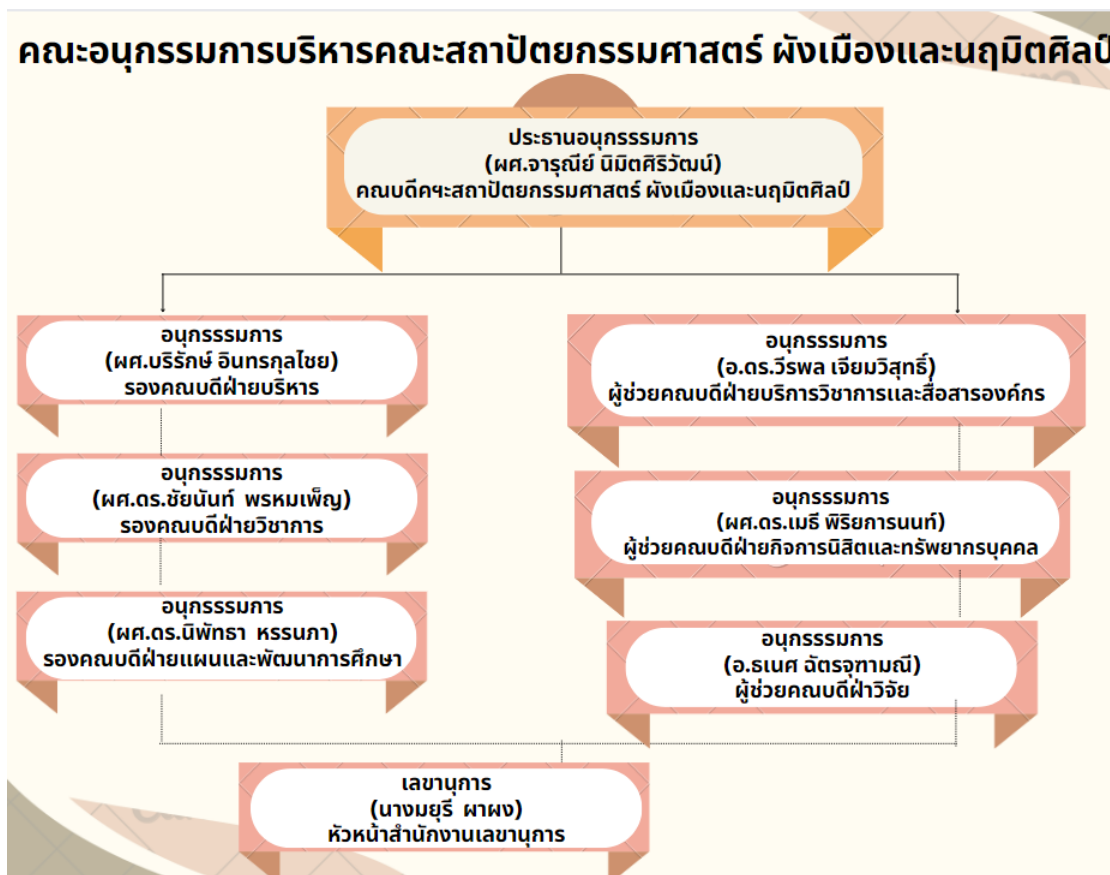 คณะอนุกรรมการบริหารคณะสถาปัตยกรรมศาสตร์ ผังเมืองและนฤมิตศิลป์
ประธานอนุกรรรมการ
(ผศ.จารุณีย์ นิมิตศิริวัฒน์)
คณบดีคฯะสถาปัตยกรรมศาสตร์ ผังเมืองและนฤมิตศิลป์
อนุกรรรมการ
(ผศ.บริรักษ์ อินทรกุลไชย)
รองคณบดีฝ่ายบริหาร
อนุกรรรมการ
(ผศ.ดร.ชัยนันท์ พรหมเพ็ญ)
รองคณบดีฝ่ายวิชาการ
อนุกรรรมการ
(ผศ.ดร.นิพัทธา หรรนภา)
รองคณบดีฝ่ายแผนและพัฒนาการศึกษา
อนุกรรรมการ
(อ.ดร.วีรพล เจียมวิสุทธิ์)
ผู้ช่วยคณบดีฝ่ายบริการวิชาการและสื่อสารองค์กร
อนุกรรรมการ
(ผศ.ดร.เมธี พิริยการนนท์)
ผู้ช่วยคณบดีฝ่ายกิจการนิสิตและทรัพยากรบุคคล
อนุกรรรมการ
(อ.ธเนศ ฉัตรจุฑามณี)
ผู้ช่วยคณบดีฝ่าวิจัย
เลขานุการ
(นางมยุรี ผาผง)
หัวหน้าสำนักงานเลขานุการ